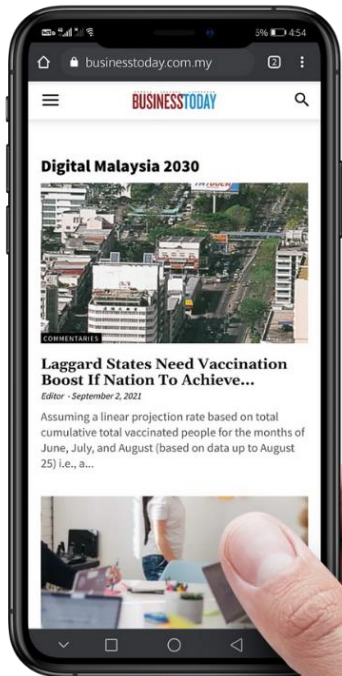 5% 4:54
businesstoday.com.my 2
BUSINESSTODAY
Digital Malaysia 2030
COMMENTARIES
Laggard States Need Vaccination
Boost If Nation To Achieve...
Editor - September 2, 2021
Assuming a linear projection rate based on total
cumulative total vaccinated people for the months of
June, July, and August (based on data up to August
25) i.e., a...